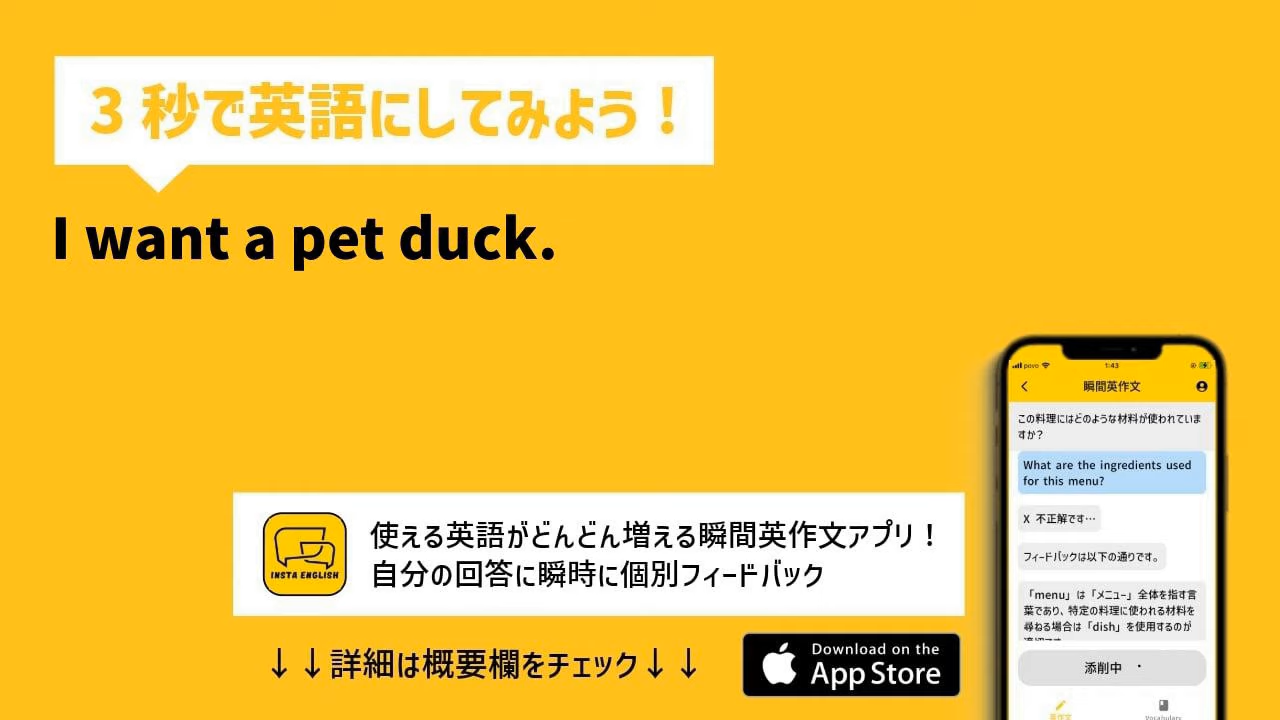 3 秒で英語にしてみよう！
I want a pet duck.
povo
1:43
瞬間英作文
この料理にはどのような材料が使われていま
すか？
What are the ingredients used
for this menu?
X 不正解です…
フィードバックは以下の通りです。
「menu」は「メニュー」全体を指す言
葉であり、特定の料理に使われる材料を
尋ねる場合は「dish」を使用するのが
添削中 ・
英作文
Vocabulary
INSTA ENGLISH
使える英語がどんどん増える瞬間英作文アプリ！
自分の回答に瞬時に個別フィードバック
↓↓詳細は概要欄をチェック↓↓
Download on the
App Store